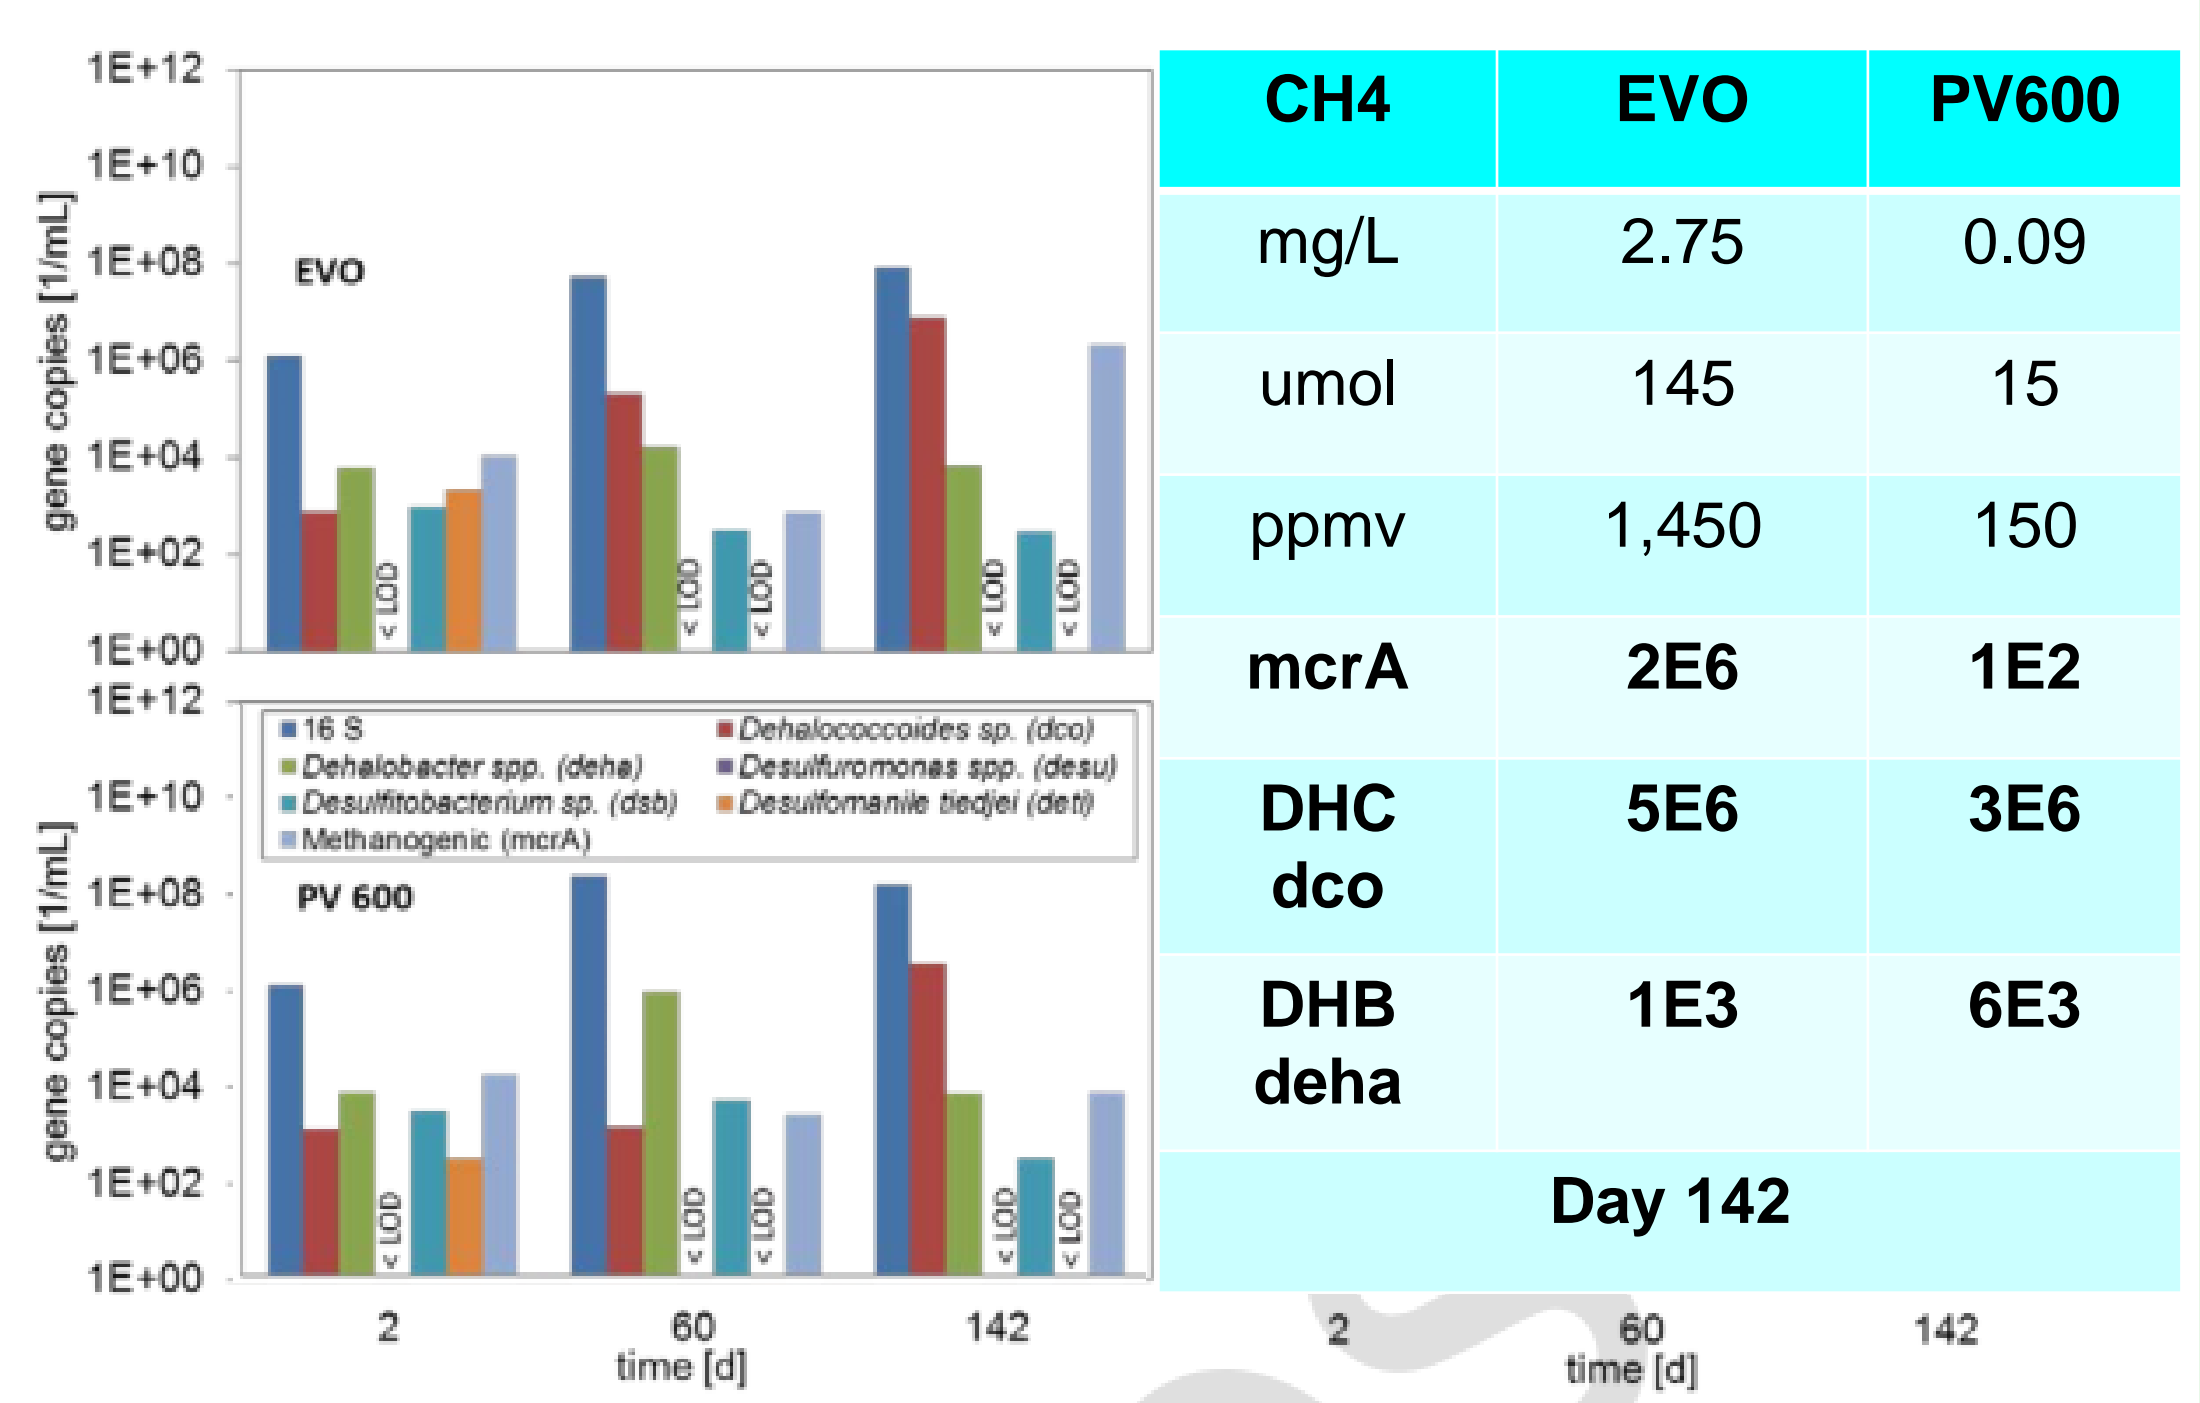 1E+12
1E+10
1E+08
1E+06
1E+04
1E+02
1E+00
gene copies [1/mL]
EVO
< LOD
< LOD
< LOD
< LOD
< LOD
1E+12
1E+10
1E+08
1E+06
1E+04
1E+02
1E+00
gene copies [1/mL]
16 S
Dehalococcoides sp. (dco)
Dehalobacter spp. (deha)
Desulfuromonas spp. (desu)
Desulfitobacterium sp. (dsb)
Desulfomanile tiedjei (deti)
Methanogenic (mcrA)
PV 600
< LOD
< LOD
< LOD
< LOD
< LOD
2 60 142
time [d]
CH4 EVO PV600
mg/L 2.75 0.09
umol 145 15
ppmv 1,450 150
mcrA 2E6 1E2
DHC dco 5E6 3E6
DHB deha 1E3 6E3
Day 142
2 60 142
time [d]